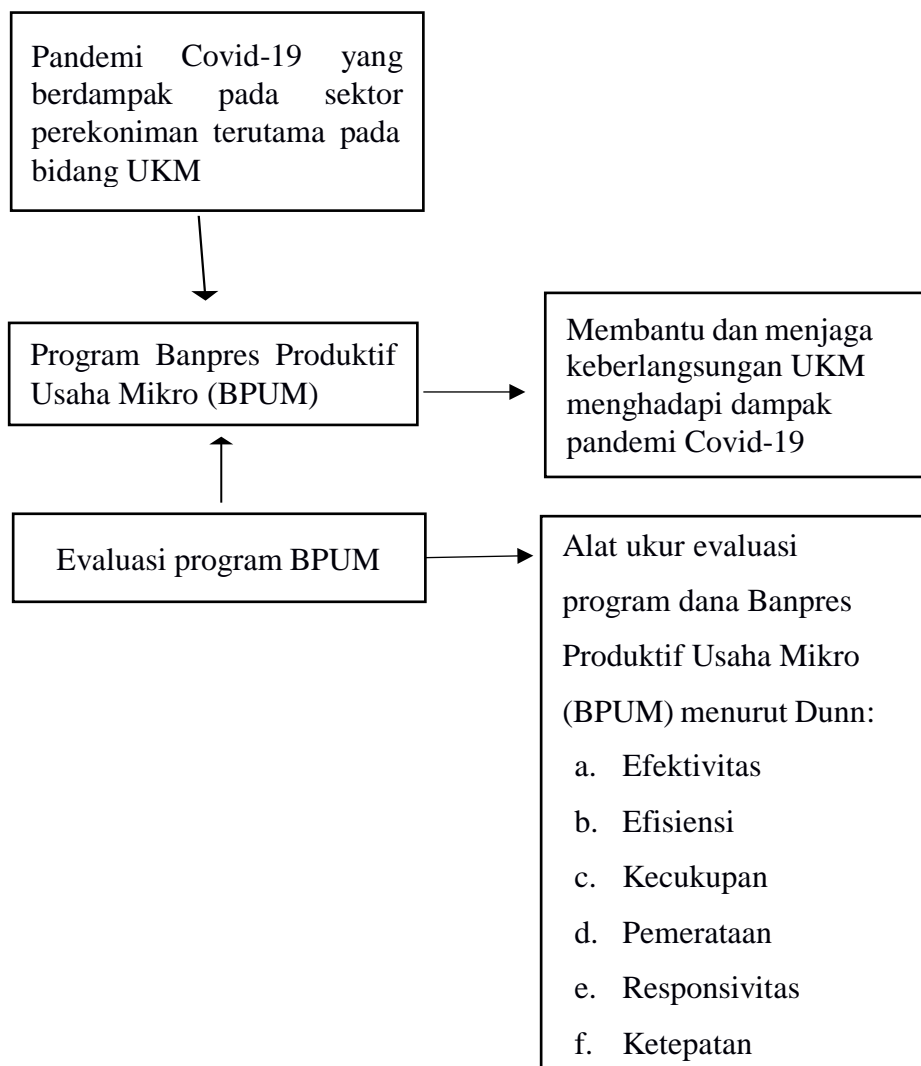 Pandemi Covid-19 yang
berdampak pada sektor
perekoniman terutama pada
bidang UKM
Program Banpres Produktif
Usaha Mikro (BPUM)
Membantu dan menjaga
keberlangsungan UKM
menghadapi dampak
pandemi Covid-19
Evaluasi program BPUM
Alat ukur evaluasi
program dana Banpres
Produktif Usaha Mikro
(BPUM) menurut Dunn:
a. Efektivitas
b. Efisiensi
c. Kecukupan
d. Pemerataan
e. Responsivitas
f. Ketepatan